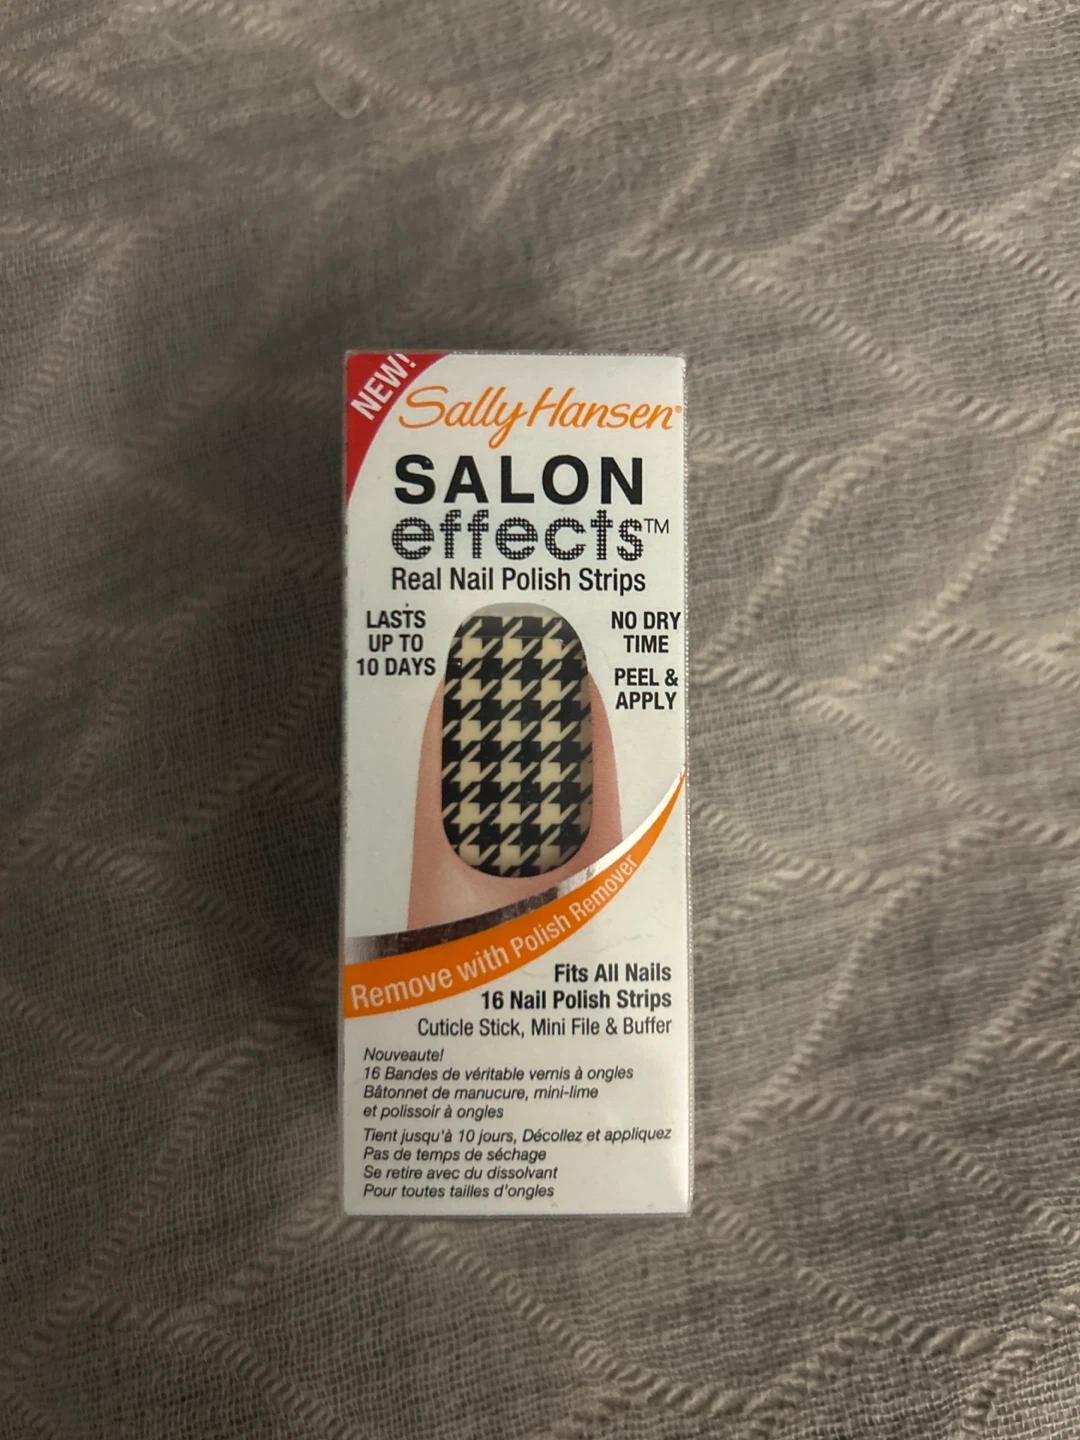 NEW!
Sally Hansen®
SALON
effects™
Real Nail Polish Strips
LASTS
UP TO
10 DAYS
NO DRY
TIME
PEEL &
APPLY
Remove with Polish Remover
Fits All Nails
16 Nail Polish Strips
Cuticle Stick, Mini File & Buffer
Nouveaute!
16 Bandes de véritable vernis à ongles
Bâtonnet de manucure, mini-lime
et polissoir à ongles
Tient jusqu'à 10 jours, Décollez et appliquez
Pas de temps de séchage
Se retire avec du dissolvant
Pour toutes tailles d'ongles